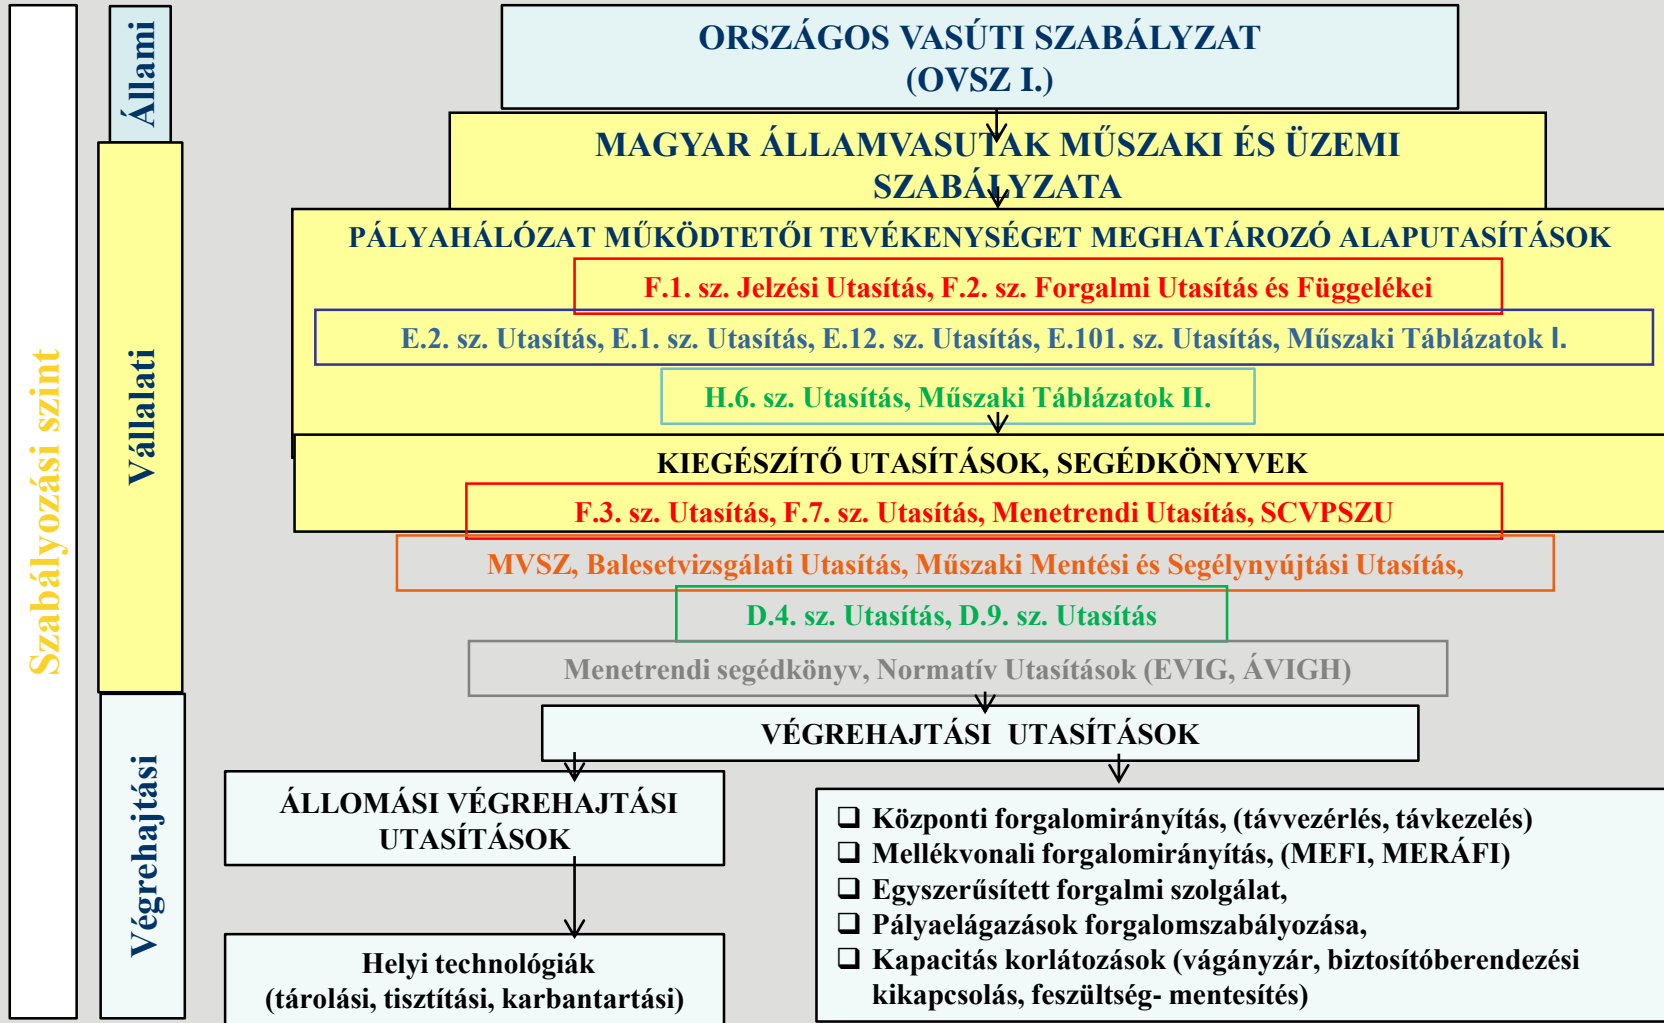 Szabályozási szint
Állami
Vállalati
Végrehajtási
ORSZÁGOS VASÚTI SZABÁLYZAT
(OVSZ I.)
MAGYAR ÁLLAMVASUTAK MŰSZAKI ÉS ÜZEMI
SZABÁLYZATA
PÁLYAHÁLÓZAT MŰKÖDTETŐI TEVÉKENYSÉGET MEGHATÁROZÓ ALAPUTASÍTÁSOK
F.1. sz. Jelzési Utasítás, F.2. sz. Forgalmi Utasítás és Függelékei
E.2. sz. Utasítás, E.1. sz. Utasítás, E.12. sz. Utasítás, E.101. sz. Utasítás, Műszaki Táblázatok I.
H.6. sz. Utasítás, Műszaki Táblázatok II.
KIEGÉSZÍTŐ UTASÍTÁSOK, SEGÉDKÖNYVEK
F.3. sz. Utasítás, F.7. sz. Utasítás, Menetrendi Utasítás, SCVPSZU
MVSZ, Balesetvizsgálati Utasítás, Műszaki Mentési és Segélynyújtási Utasítás,
D.4. sz. Utasítás, D.9. sz. Utasítás
Menetrendi segédkönyv, Normatív Utasítások (EVIG, ÁVIGH)
VÉGREHAJTÁSI UTASÍTÁSOK
ÁLLOMÁSI VÉGREHAJTÁSI
UTASÍTÁSOK
Helyi technológiák
(tárolási, tisztítási, karbantartási)
❑ Központi forgalomirányítás, (távvezérlés, távkezelés)
❑ Mellékvonali forgalomirányítás, (MEFI, MERÁFI)
❑ Egyszerűsített forgalmi szolgálat,
❑ Pályaelágazások forgalomszabályozása,
❑ Kapacitás korlátozások (vágányzár, biztosítóberendezési
kikapcsolás, feszültség- mentesítés)